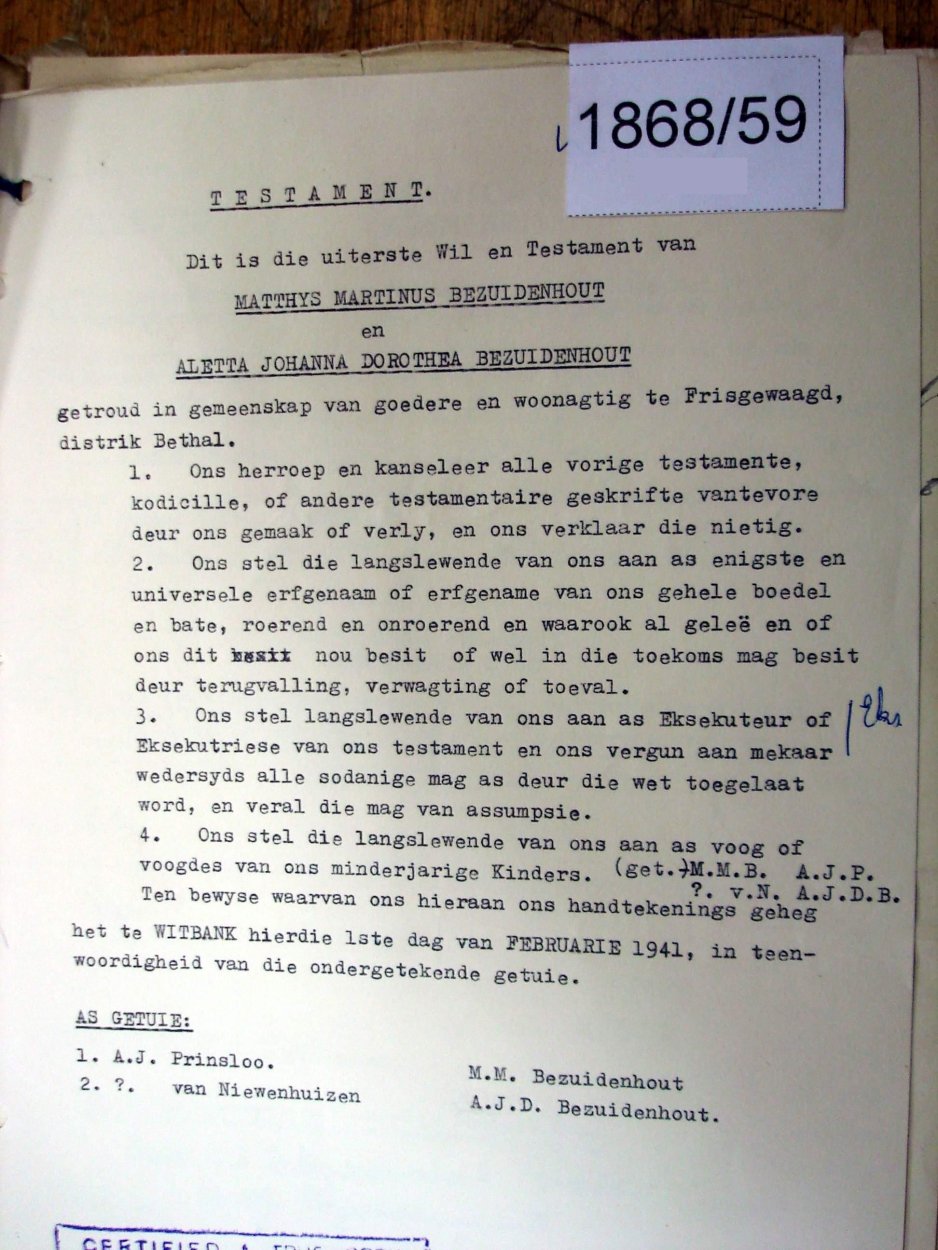 1868/59
T E S T A M E N T.
Dit is die uiterste Wil en Testament van
MATTHYS MARTINUS BEZUIDENHOUT
en
ALETTA JOHANNA DOROTHEA BEZUIDENHOUT
getroud in gemeenskap van goedere en woonagtig te Frisgewaagd,
distrik Bethal.
1. Ons herroep en kanseleer alle vorige testamente,
kodicille, of andere testamentaire geskrifte vantevore
deur ons gemaak of verly, en ons verklaar die nietig.
2. Ons stel die langslewende van ons aan as enigste en
universele erfgenaam of erfgename van ons gehele boedel
en bate, roerend en onroerend en waarook al geleë en of
ons dit nou besit of wel in die toekoms mag besit
deur terugvalling, verwagting of toeval.
3. Ons stel langslewende van ons aan as Eksekuteur of
Eksekutriese van ons testament en ons vergun aan mekaar
wedersyds alle sodanige mag as deur die wet toegelaat
word, en veral die mag van assumpsie.
4. Ons stel die langslewende van ons aan as voog of
voogdes van ons minderjarige Kinders. (get.)M.M.B. A.J.P.
?. v.N. A.J.D.B.
Ten bewyse waarvan ons hieraan ons handtekenings geheg
het te WITBANK hierdie 1ste dag van FEBRUARIE 1941, in teen-
woordigheid van die ondergetekende getuie.
AS GETUIE:
1. A.J. Prinsloo.
2. ?. van Niewenhuizen
M.M. Bezuidenhout
A.J.D. Bezuidenhout.
CERTIFIED A